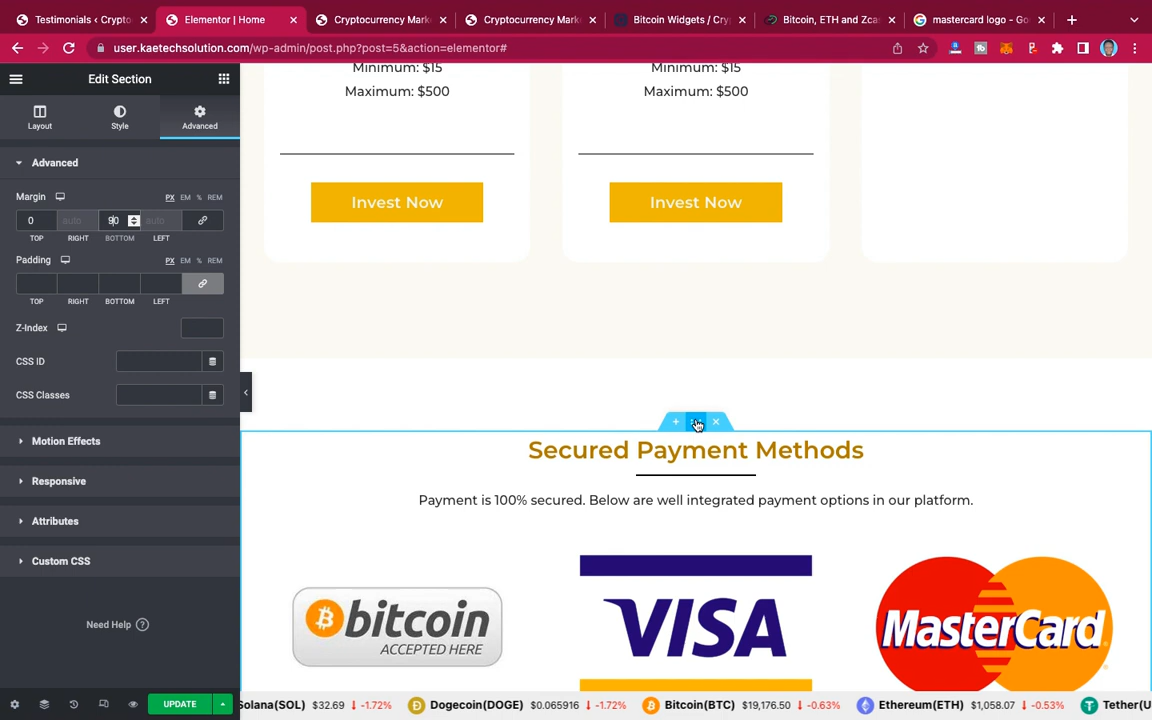 Testimonials ‹ Crypto
Elementor | Home
Cryptocurrency Mark
Cryptocurrency Mark
Bitcoin Widgets / Cry
Bitcoin, ETH and Zcas
mastercard logo - Go
user.kaetechsolution.com/wp-admin/post.php?post=5&action=elementor#
Edit Section
Layout
Style
Advanced
Advanced
Margin
PX EM % REM
0 auto 90 auto
TOP RIGHT BOTTOM LEFT
Padding
PX EM % REM
TOP RIGHT BOTTOM LEFT
Z-Index
CSS ID
CSS Classes
Motion Effects
Responsive
Attributes
Custom CSS
Need Help
UPDATE
Minimum: $15
Maximum: $500
Invest Now
Minimum: $15
Maximum: $500
Invest Now
Secured Payment Methods
Payment is 100% secured. Below are well integrated payment options in our platform.
bitcoin
ACCEPTED HERE
VISA
MasterCard
Solana(SOL) $32.69 -1.72%
Dogecoin(DOGE) $0.065916 -1.72%
Bitcoin(BTC) $19,176.50 -0.63%
Ethereum(ETH) $1,058.07 -0.53%
Tether(U